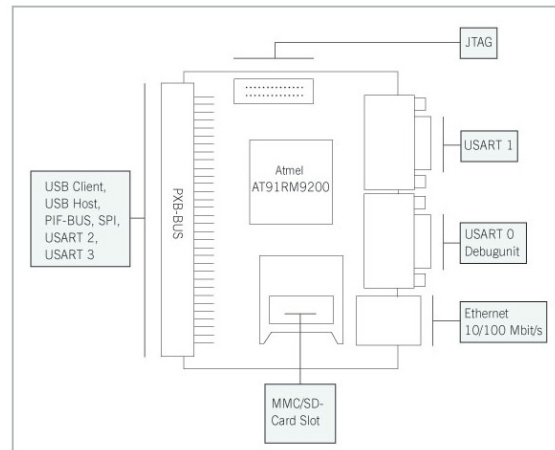 JTAG
Atmel
AT91RM9200
USART 1
USB Client,
USB Host,
PIF-BUS, SPI,
USART 2,
USART 3
PXB-BUS
USART 0
Debugunit
Ethernet
10/100 Mbit/s
MMC/SD-
Card Slot